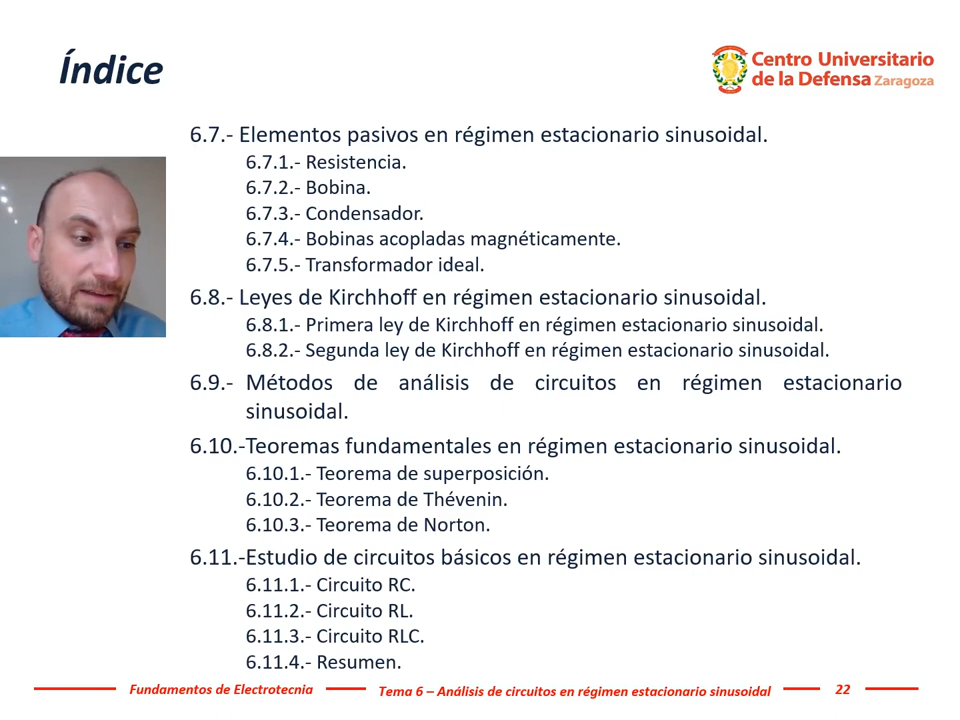 Índice
Centro Universitario
de la Defensa Zaragoza
6.7.- Elementos pasivos en régimen estacionario sinusoidal.
6.7.1.- Resistencia.
6.7.2.- Bobina.
6.7.3.- Condensador.
6.7.4.- Bobinas acopladas magnéticamente.
6.7.5.- Transformador ideal.
6.8.- Leyes de Kirchhoff en régimen estacionario sinusoidal.
6.8.1.- Primera ley de Kirchhoff en régimen estacionario sinusoidal.
6.8.2.- Segunda ley de Kirchhoff en régimen estacionario sinusoidal.
6.9.- Métodos de análisis de circuitos en régimen estacionario
sinusoidal.
6.10.-Teoremas fundamentales en régimen estacionario sinusoidal.
6.10.1.- Teorema de superposición.
6.10.2.- Teorema de Thévenin.
6.10.3.- Teorema de Norton.
6.11.-Estudio de circuitos básicos en régimen estacionario sinusoidal.
6.11.1.- Circuito RC.
6.11.2.- Circuito RL.
6.11.3.- Circuito RLC.
6.11.4.- Resumen.
Fundamentos de Electrotecnia
Tema 6 – Análisis de circuitos en régimen estacionario sinusoidal
22